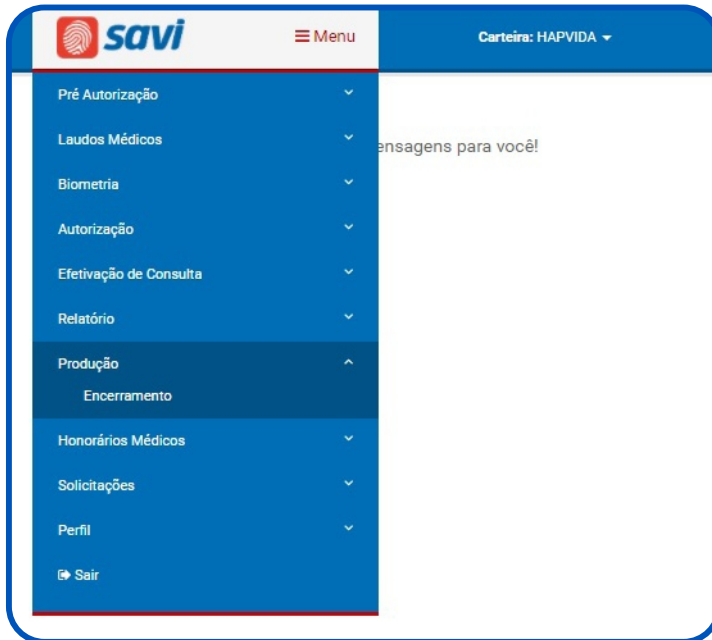 savi
Menu
Carteira: HAPVIDA
Pré Autorização
Laudos Médicos
ensagens para você!
Biometria
Autorização
Efetivação de Consulta
Relatório
Produção
Encerramento
Honorários Médicos
Solicitações
Perfil
Sair